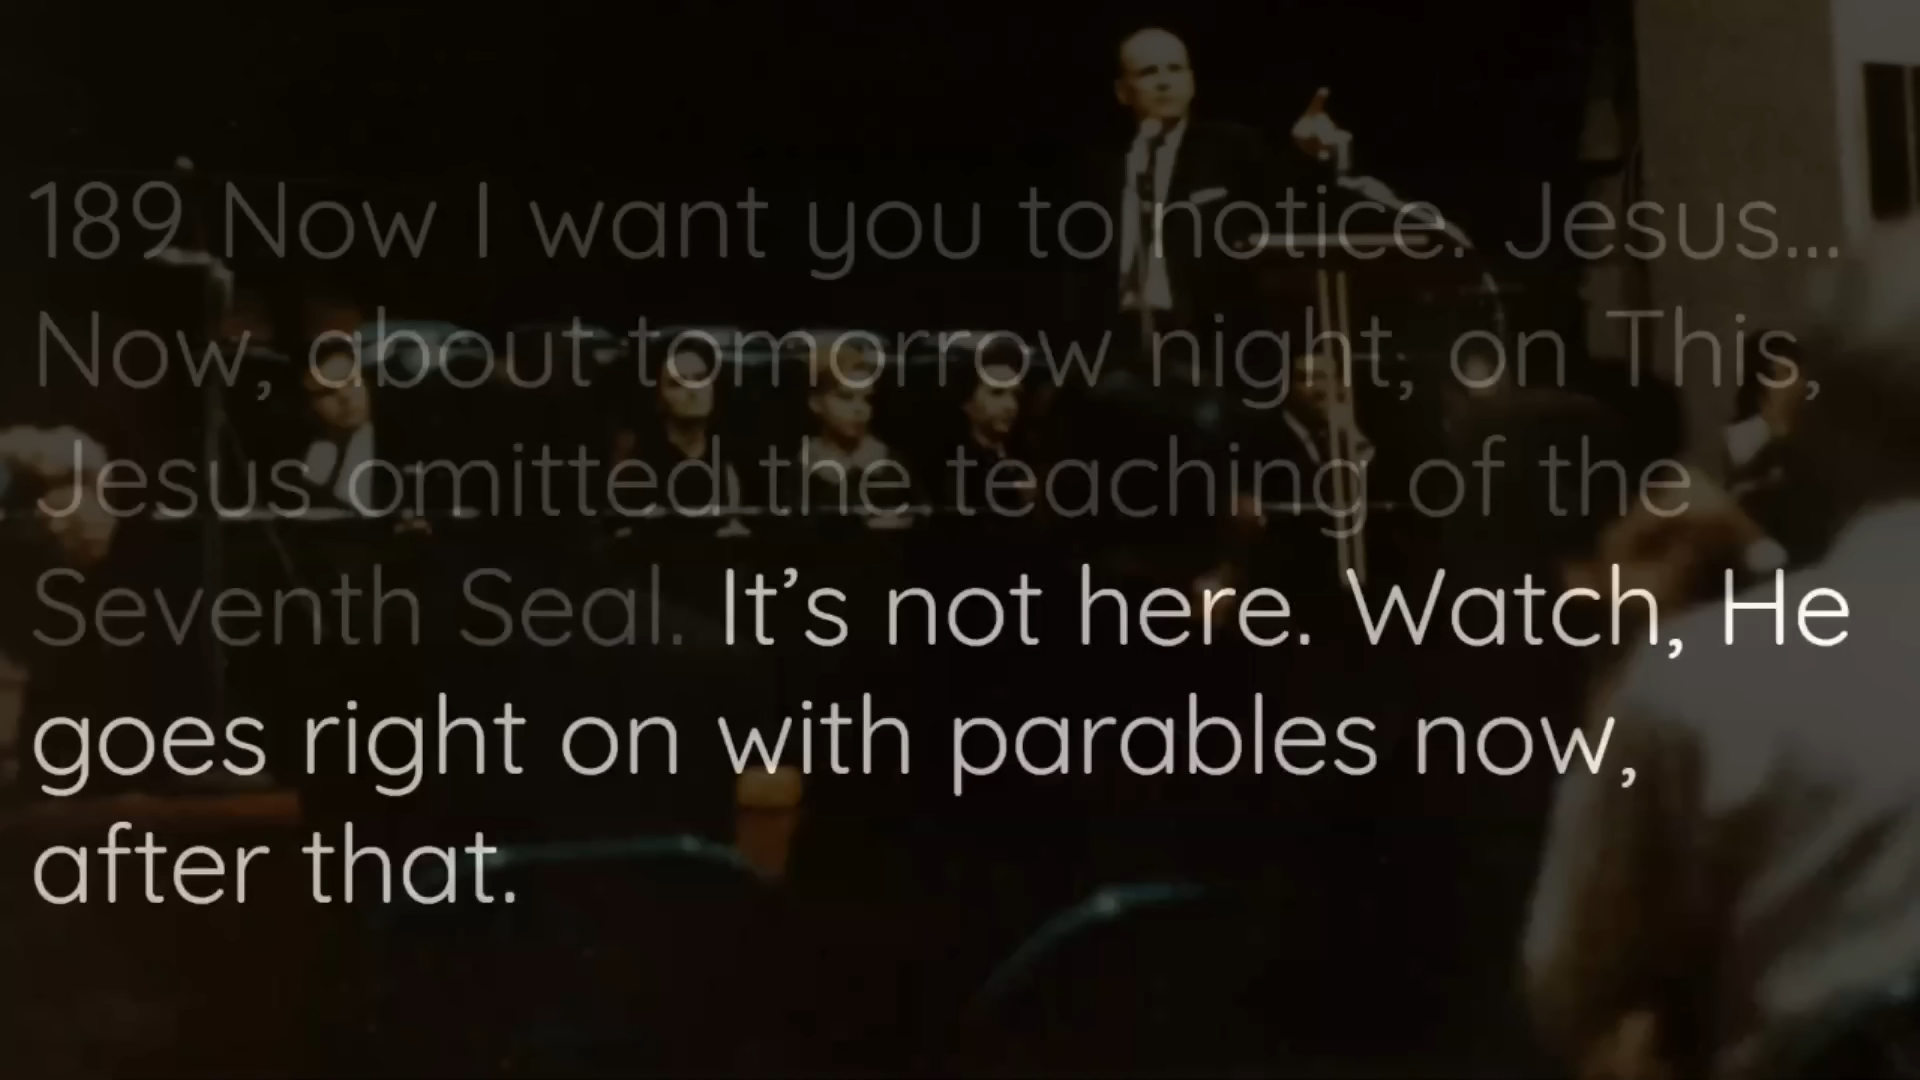 189 Now I want you to notice. Jesus...
Now, about tomorrow night, on This,
Jesus omitted the teaching of the
Seventh Seal. It’s not here. Watch, He
goes right on with parables now,
after that.